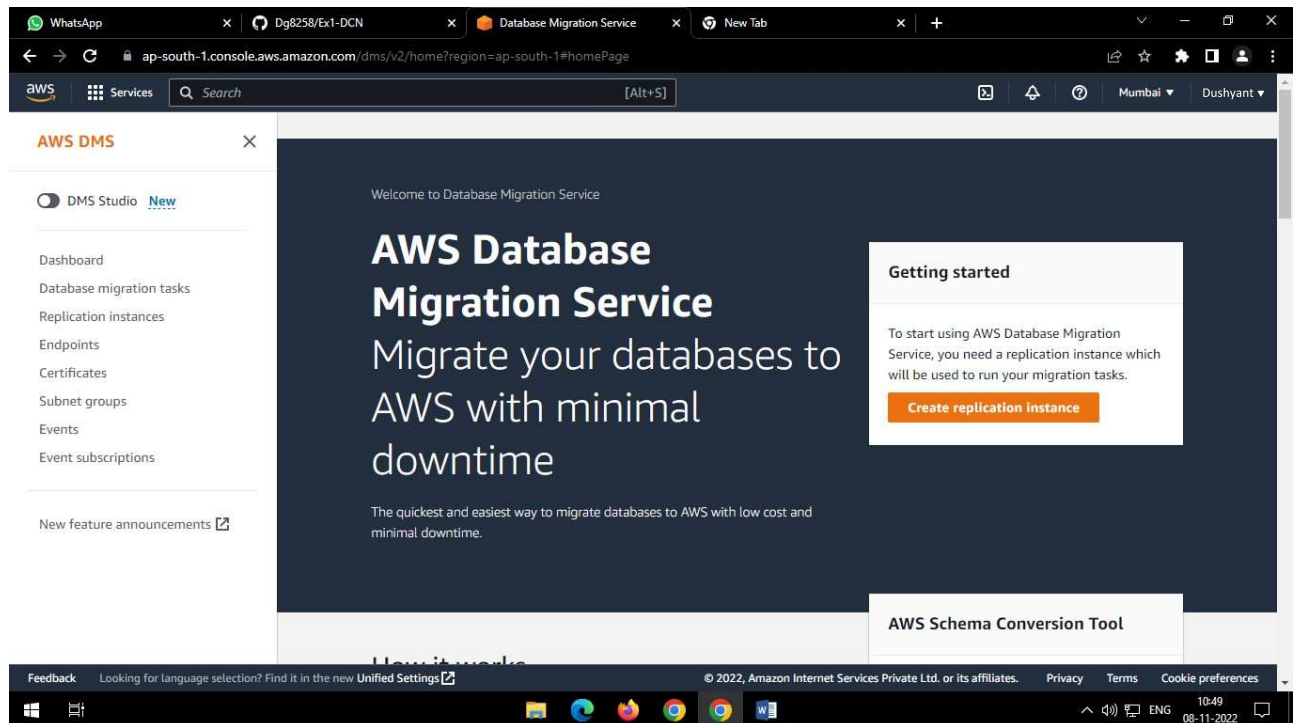 WhatsApp
Dg8258/Ex1-DCN
Database Migration Service
New Tab
ap-south-1.console.aws.amazon.com/dms/v2/home?region=ap-south-1#homePage
aws
Services
Search
[Alt+S]
Mumbai
Dushyant
AWS DMS
DMS Studio New
Dashboard
Database migration tasks
Replication instances
Endpoints
Certificates
Subnet groups
Events
Event subscriptions
New feature announcements
Welcome to Database Migration Service
AWS Database
Migration Service
Migrate your databases to
AWS with minimal
downtime
The quickest and easiest way to migrate databases to AWS with low cost and
minimal downtime.
Getting started
To start using AWS Database Migration
Service, you need a replication instance which
will be used to run your migration tasks.
Create replication instance
AWS Schema Conversion Tool
How it works
Feedback
Looking for language selection? Find it in the new Unified Settings
© 2022, Amazon Internet Services Private Ltd. or its affiliates.
Privacy
Terms
Cookie preferences
ENG
10:49
08-11-2022